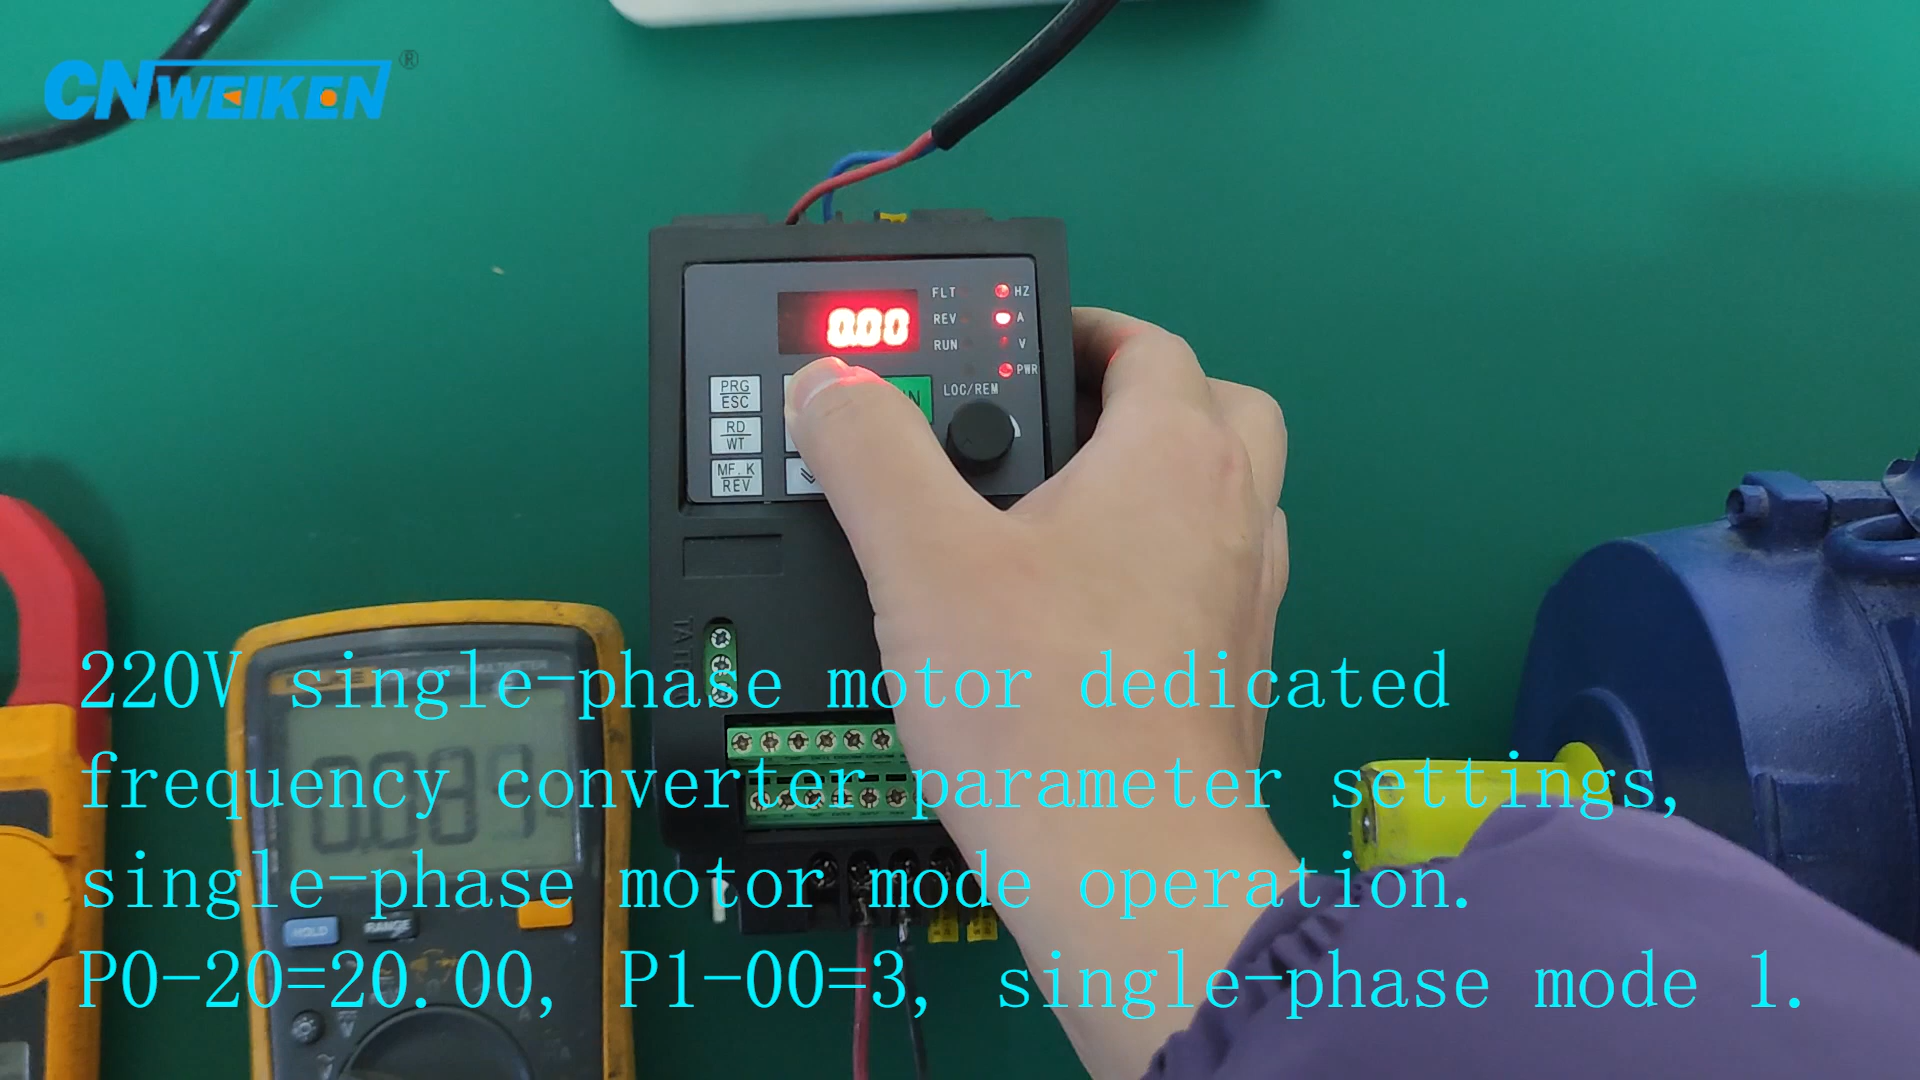 CNWEIKEN®
0.00
FLT
REV
RUN
HZ
A
V
PWR
PRG
ESC
RD
WT
MF.K
REV
LOC/REM
HOLD
RANGE
220V single-phase motor dedicated
frequency converter parameter settings,
single-phase motor mode operation.
P0-20=20.00, P1-00=3, single-phase mode 1.